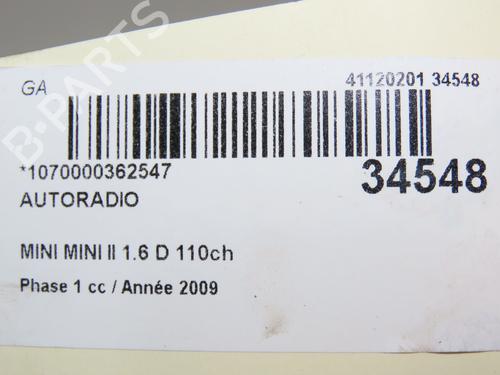 GA
41120201 34548
*1070000362547
34548
AUTORADIO
MINI MINI II 1.6 D 110ch
Phase 1 cc / Année 2009
B-PARTS